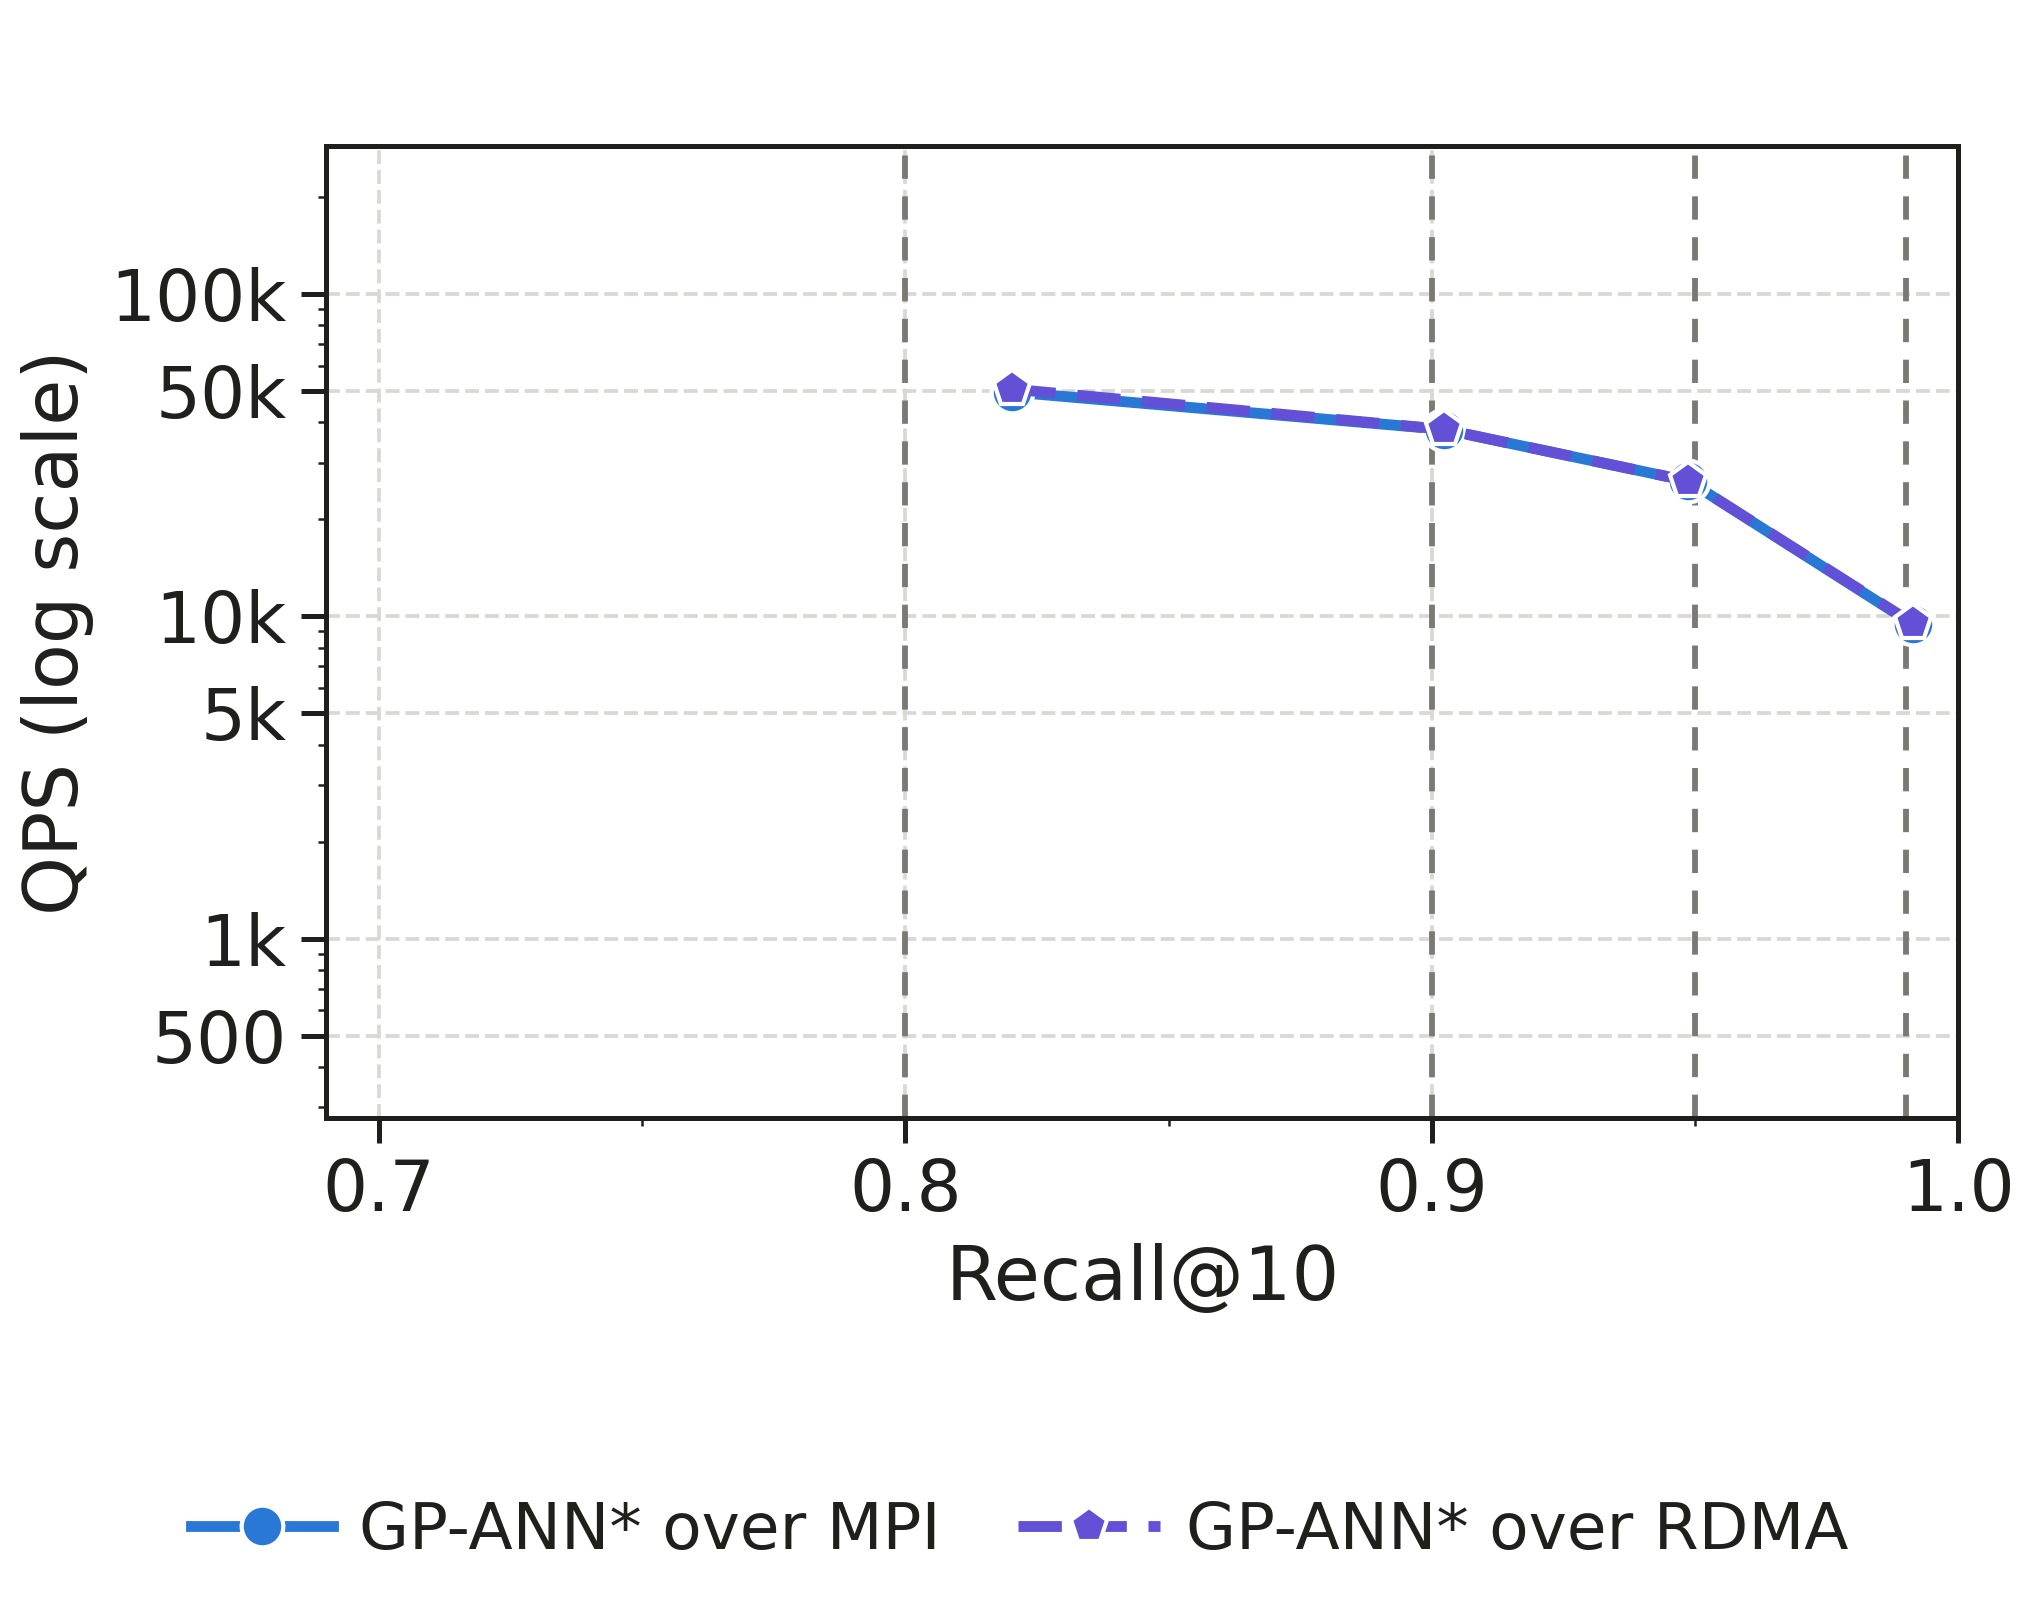 QPS (log scale)
100k
50k
10k
5k
1k
500
0.7 0.8 0.9 1.0
Recall@10
GP-ANN* over MPI GP-ANN* over RDMA